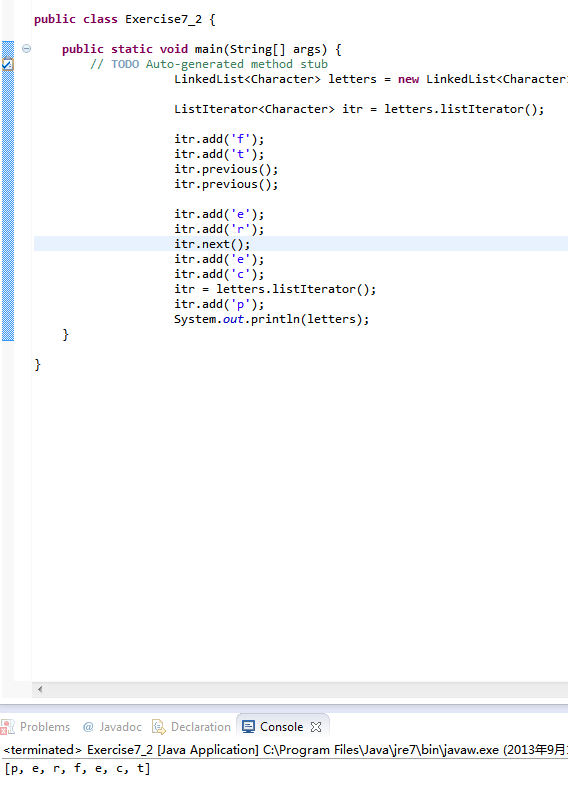 public class Exercise7_2 {
public static void main(String[] args) {
// TODO Auto-generated method stub
LinkedList<Character> letters = new LinkedList<Character
ListIterator<Character> itr = letters.listIterator();
itr.add('f');
itr.add('t');
itr.previous();
itr.previous();
itr.add('e');
itr.add('r');
itr.next();
itr.add('e');
itr.add('c');
itr = letters.listIterator();
itr.add('p');
System.out.println(letters);
}
}
Problems @ Javadoc Declaration Console
<terminated> Exercise7_2 [Java Application] C:\Program Files\Java\jre7\bin\javaw.exe (2013年9月
[p, e, r, f, e, c, t]